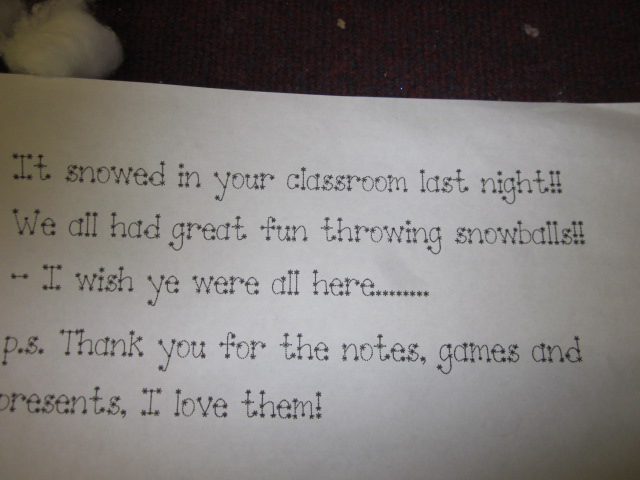 It snowed in your classroom last night!!
We all had great fun throwing snowballs!!
-- I wish ye were all here........
p.s. Thank you for the notes, games and
presents, I love them!